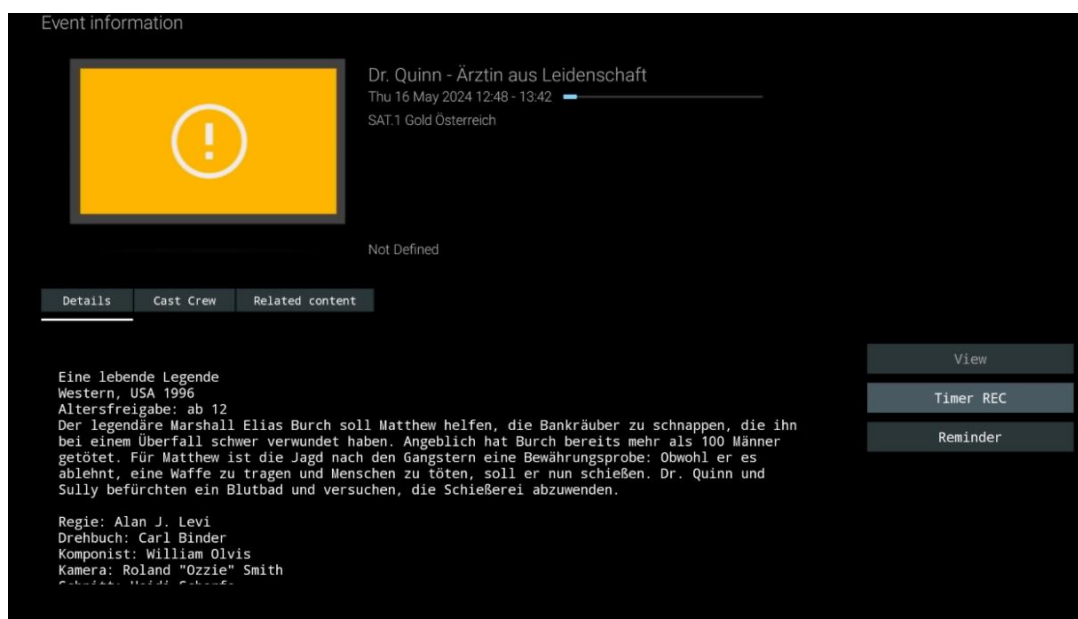 Event information
Dr. Quinn - Ärztin aus Leidenschaft
Thu 16 May 2024 12:48 - 13:42
SAT.1 Gold Österreich
Not Defined
Details Cast Crew Related content
View
Timer REC
Reminder
Eine lebende Legende
Western, USA 1996
Altersfreigabe: ab 12
Der legendäre Marshall Elias Burch soll Matthew helfen, die Bankräuber zu schnappen, die ihn
bei einem Überfall schwer verwundet haben. Angeblich hat Burch bereits mehr als 100 Männer
getötet. Für Matthew ist die Jagd nach den Gangstern eine Bewährungsprobe: Obwohl er es
ablehnt, eine Waffe zu tragen und Menschen zu töten, soll er nun schießen. Dr. Quinn und
Sully befürchten ein Blutbad und versuchen, die Schießerei abzuwenden.
Regie: Alan J. Levi
Drehbuch: Carl Binder
Komponist: William Olvis
Kamera: Roland "Ozzie" Smith